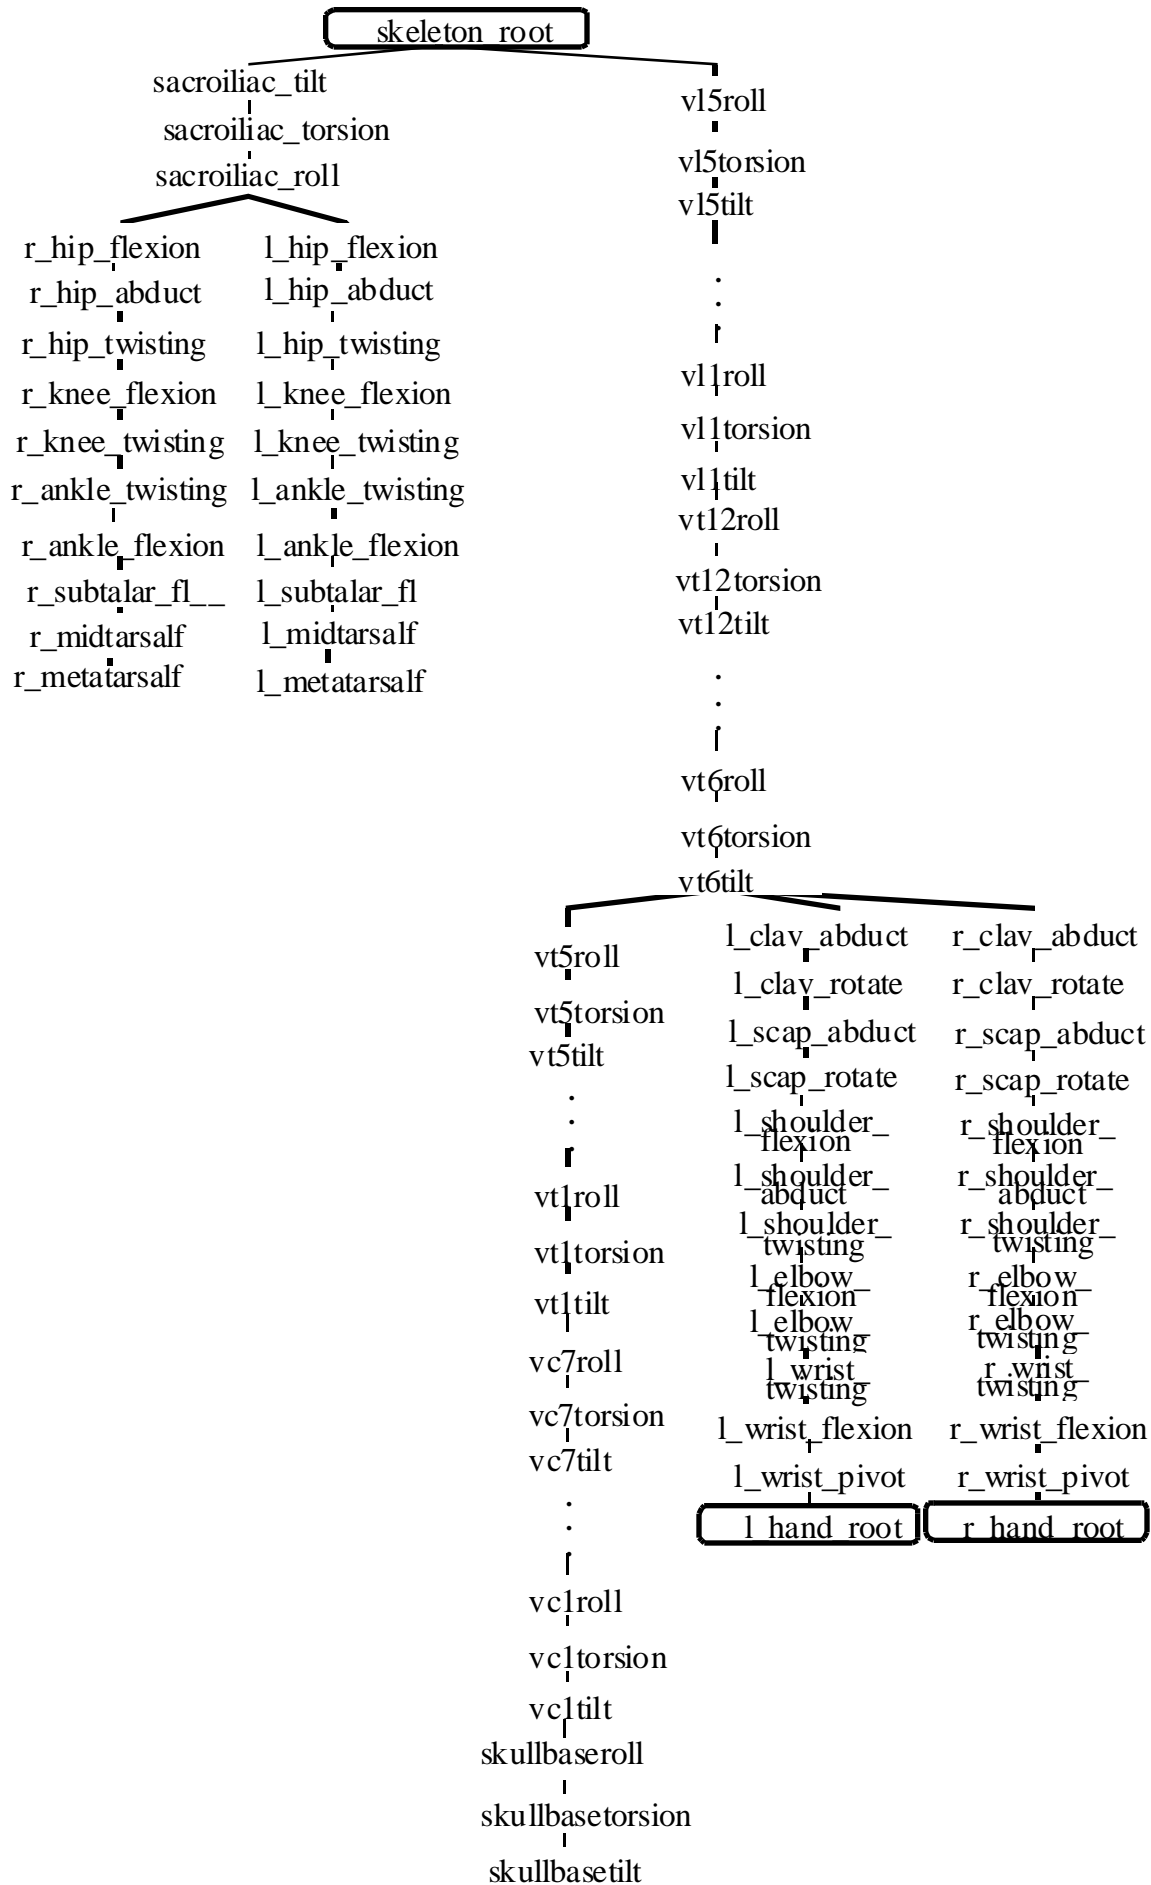 skeleton_root
sacroiliac_tilt
sacroiliac_torsion
sacroiliac_roll
r_hip_flexion
r_hip_abduct
r_hip_twisting
r_knee_flexion
r_knee_twisting
r_ankle_twisting
r_ankle_flexion
r_subtalar_fl__
r_midtarsalf
r_metatarsalf
l_hip_flexion
l_hip_abduct
l_hip_twisting
l_knee_flexion
l_knee_twisting
l_ankle_twisting
l_ankle_flexion
l_subtalar_fl
l_midtarsalf
l_metatarsalf
vl5roll
vl5torsion
vl5tilt
.
.
.
vl1roll
vl1torsion
vl1tilt
vt12roll
vt12torsion
vt12tilt
.
.
.
vt6roll
vt6torsion
vt6tilt
vt5roll
vt5torsion
vt5tilt
.
.
.
vt1roll
vt1torsion
vt1tilt
vc7roll
vc7torsion
vc7tilt
.
.
.
vc1roll
vc1torsion
vc1tilt
skullbaseroll
skullbasetorsion
skullbasetilt
l_clav_abduct
l_clav_rotate
l_scap_abduct
l_scap_rotate
l_shoulder_
flexion
l_shoulder_
abduct
l_shoulder_
twisting
l_elbow_
flexion
l_elbow_
twisting
l_wrist_
twisting
l_wrist_flexion
l_wrist_pivot
l_hand_root
r_clav_abduct
r_clav_rotate
r_scap_abduct
r_scap_rotate
r_shoulder_
flexion
r_shoulder_
abduct
r_shoulder_
twisting
r_elbow_
flexion
r_elbow_
twisting
r_wrist_
twisting
r_wrist_flexion
r_wrist_pivot
r_hand_root